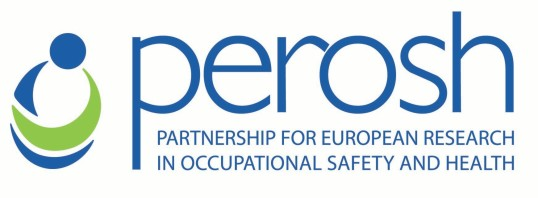 perosh
PARTNERSHIP FOR EUROPEAN RESEARCH
IN OCCUPATIONAL SAFETY AND HEALTH